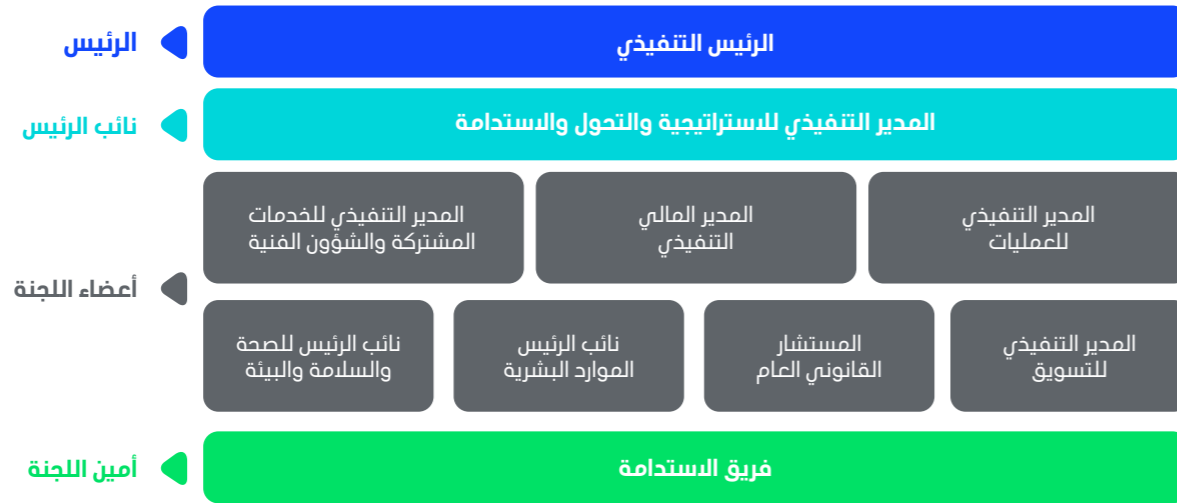 الرئيس
الرئيس التنفيذي
نائب الرئيس
المدير التنفيذي للاستراتيجية والتحول والاستدامة
أعضاء اللجنة
المدير التنفيذي
للعمليات
المدير المالي
التنفيذي
المدير التنفيذي للخدمات
المشتركة والشؤون الفنية
المدير التنفيذي
للتسويق
المستشار
القانوني العام
نائب الرئيس
الموارد البشرية
نائب الرئيس للصحة
والسلامة والبيئة
أمين اللجنة
فريق الاستدامة